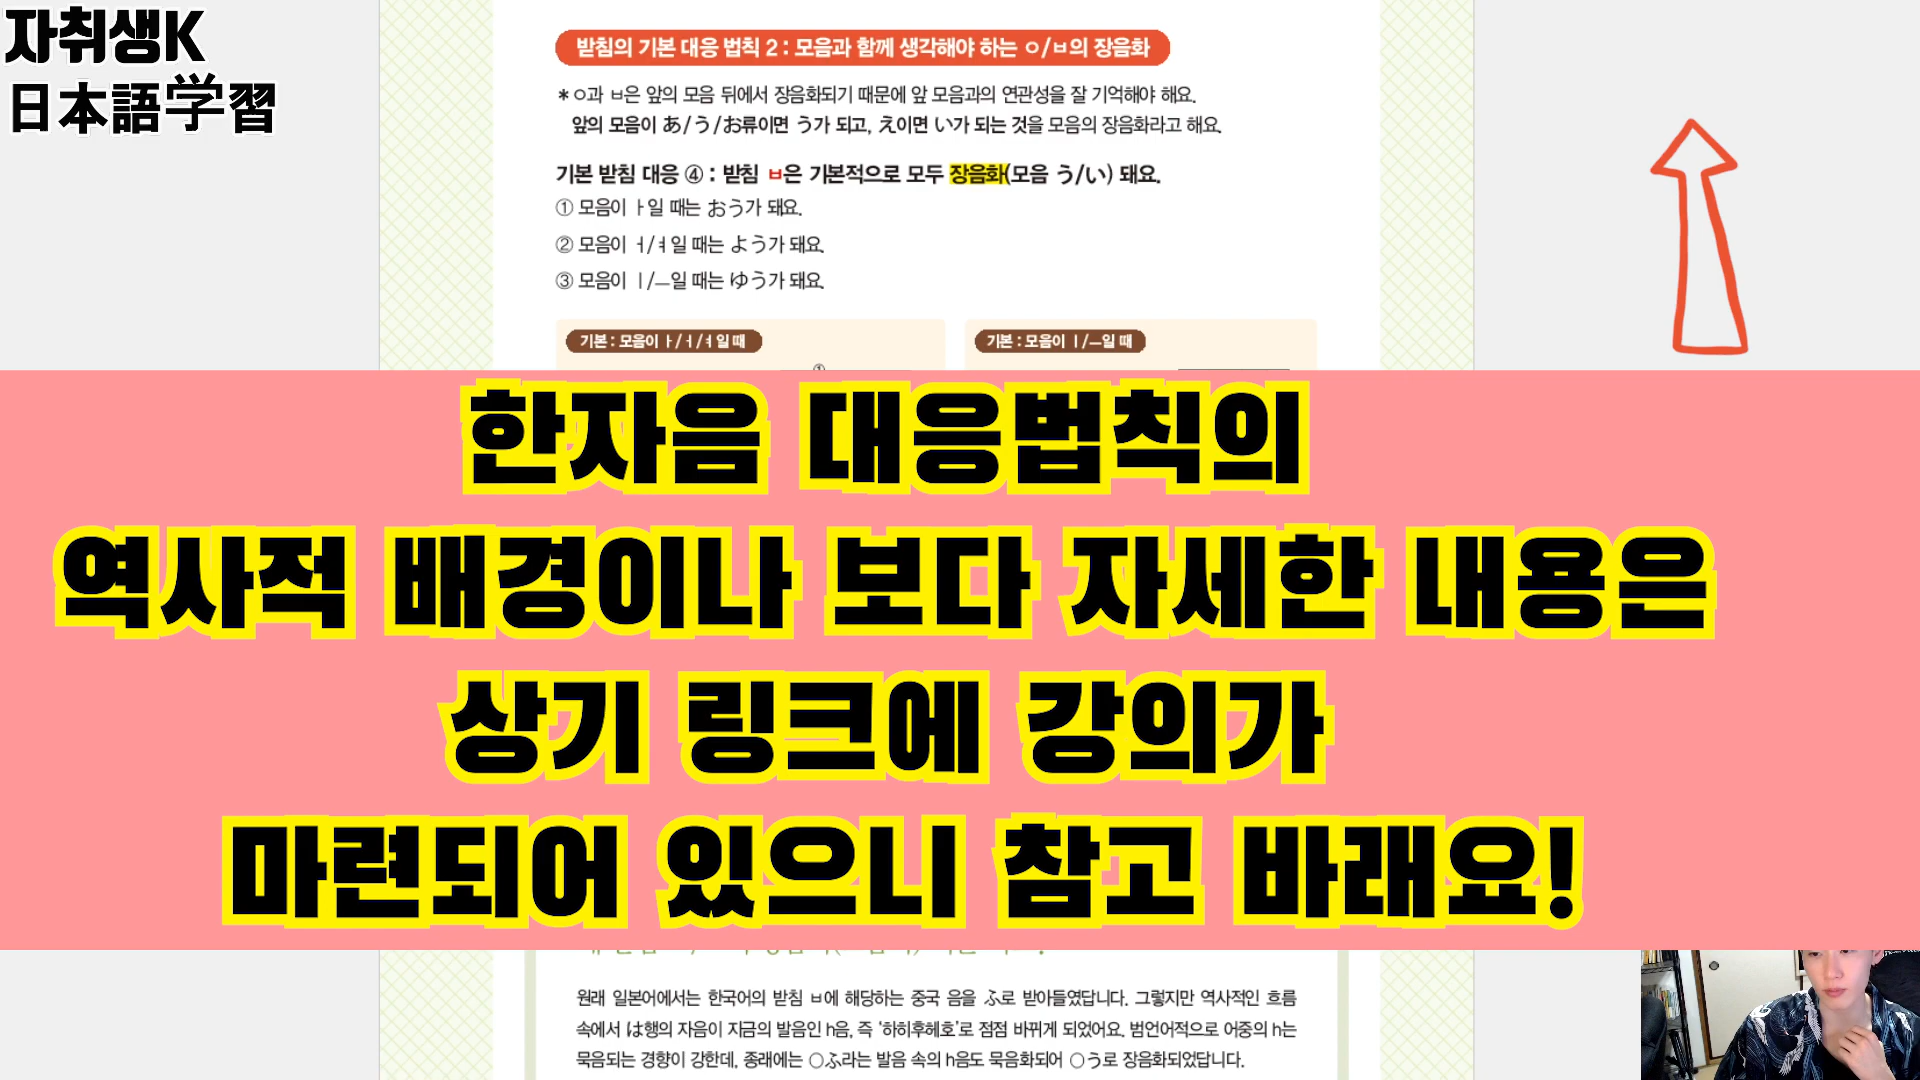 자취생K
日本語学習
받침의 기본 대응 법칙 2 : 모음과 함께 생각해야 하는 ㅇ/ㅂ의 장음화
*ㅇ과 ㅂ은 앞의 모음 뒤에서 장음화되기 때문에 앞 모음과의 연관성을 잘 기억해야 해요.
앞의 모음이 あ/う/お류이면 う가 되고, え이면 い가 되는 것을 모음의 장음화라고 해요.
기본 받침 대응 ④ : 받침 ㅂ은 기본적으로 모두 장음화(모음 う/い) 돼요.
① 모음이 ㅏ일 때는 おう가 돼요.
② 모음이 ㅓ/ㅕ일 때는 よう가 돼요.
③ 모음이 ㅣ/ㅡ일 때는 ゆう가 돼요.
기본 : 모음이 ㅏ/ㅓ/ㅕ일 때
기본 : 모음이 ㅣ/ㅡ일 때
한자음 대응법칙의
역사적 배경이나 보다 자세한 내용은
상기 링크에 강의가
마련되어 있으니 참고 바래요!
원래 일본어에서는 한국어의 받침 ㅂ에 해당하는 중국 음을 ふ로 받아들였답니다. 그렇지만 역사적인 흐름
속에서 は행의 자음이 지금의 발음인 h음, 즉 '하히후헤호'로 점점 바뀌게 되었어요. 범언어적으로 어중의 h는
묵음되는 경향이 강한데, 종래에는 ○ふ라는 발음 속의 h음도 묵음화되어 ○う로 장음화되었답니다.